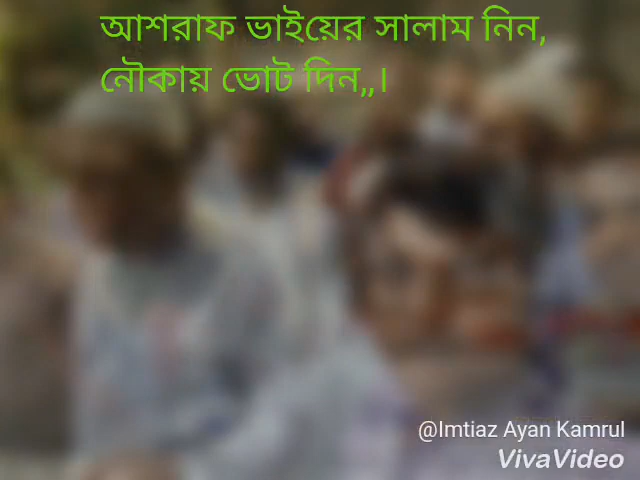 আশরাফ ভাইয়ের সালাম নিন,
নৌকায় ভোট দিন,,।
@Imtiaz Ayan Kamrul
VivaVideo